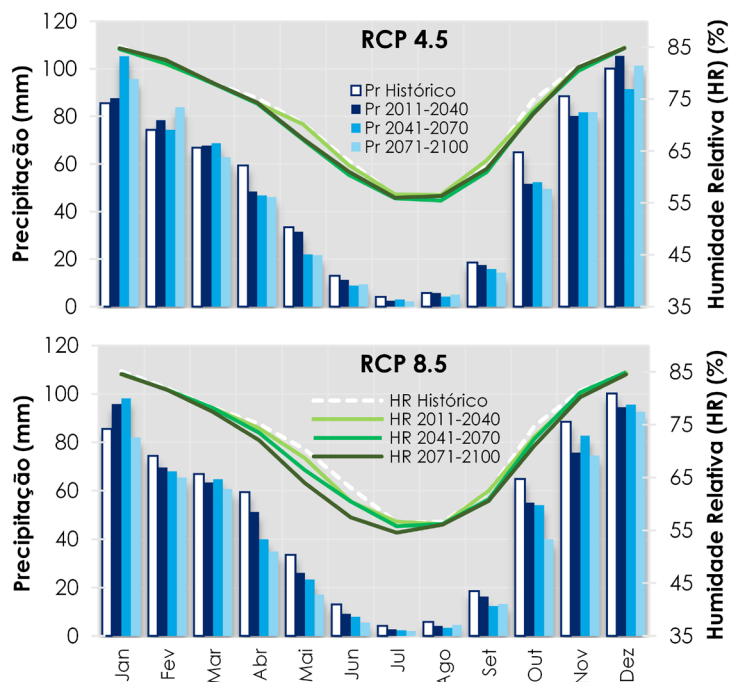 RCP 4.5
Precipitação (mm)
120
100
80
60
40
20
0
Pr Histórico
Pr 2011-2040
Pr 2041-2070
Pr 2071-2100
85
75
65
55
45
35
Humidade Relativa (HR) (%)
RCP 8.5
Precipitação (mm)
120
100
80
60
40
20
0
HR Histórico
HR 2011-2040
HR 2041-2070
HR 2071-2100
85
75
65
55
45
35
Humidade Relativa (HR) (%)
Jan
Fev
Mar
Abr
Mai
Jun
Jul
Ago
Set
Out
Nov
Dez